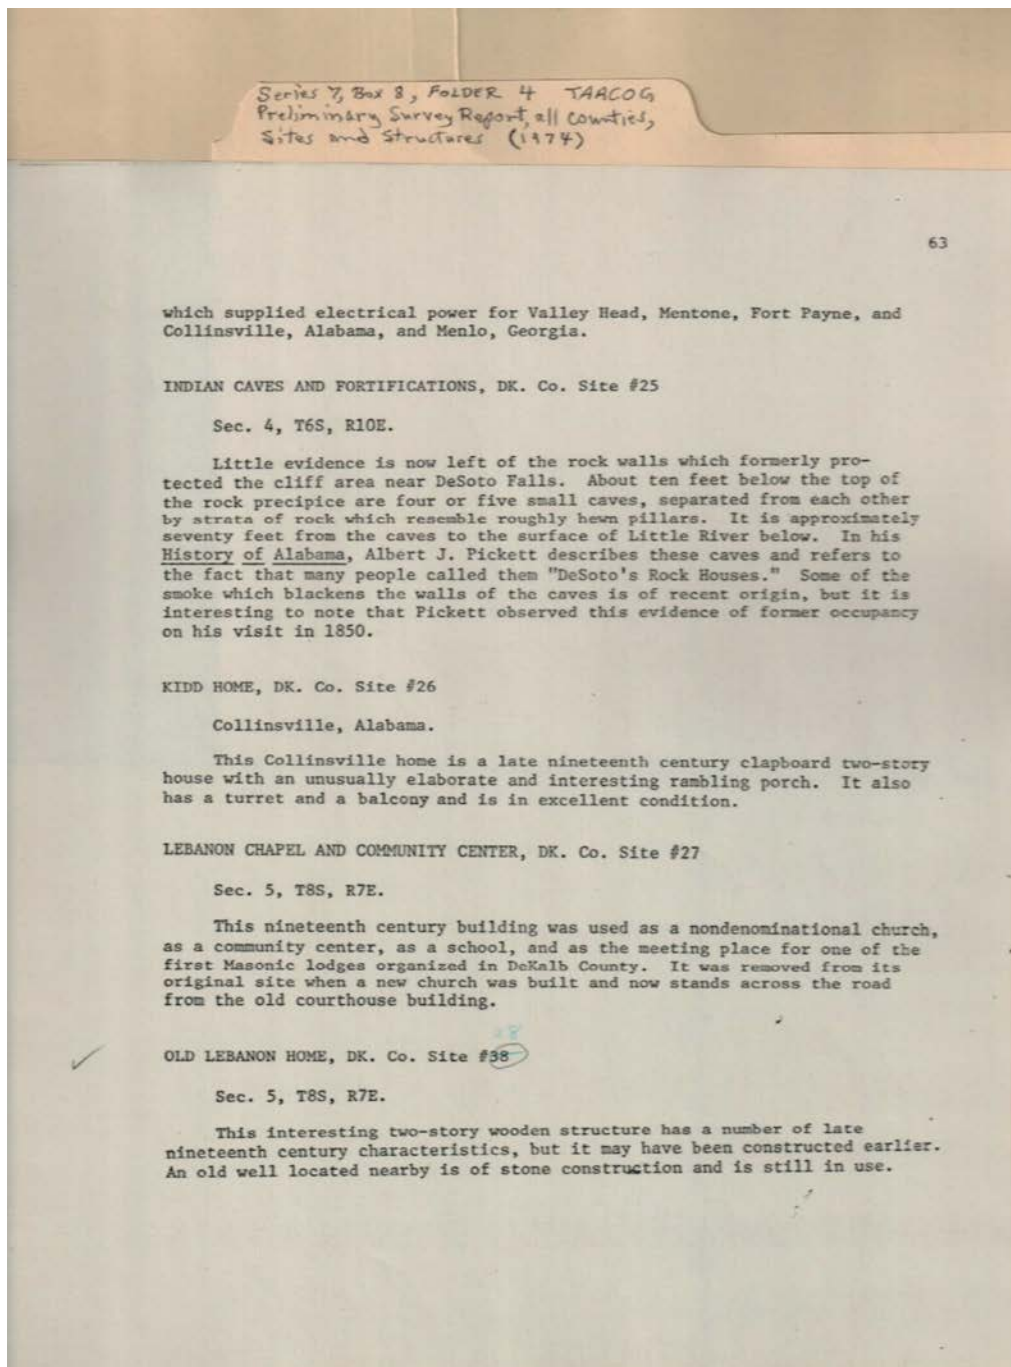 Series 7, Box 8, FOLDER 4 TAACOG
Preliminary Survey Report, all counties,
Sites and Structures (1974)
63
which supplied electrical power for Valley Head, Mentone, Fort Payne, and
Collinsville, Alabama, and Menlo, Georgia.
INDIAN CAVES AND FORTIFICATIONS, DK. Co. Site #25
Sec. 4, T6S, R10E.
Little evidence is now left of the rock walls which formerly pro-
tected the cliff area near DeSoto Falls. About ten feet below the top of
the rock precipice are four or five small caves, separated from each other
by strata of rock which resemble roughly hewn pillars. It is approximately
seventy feet from the caves to the surface of Little River below. In his
History of Alabama, Albert J. Pickett describes these caves and refers to
the fact that many people called them "DeSoto's Rock Houses." Some of the
smoke which blackens the walls of the caves is of recent origin, but it is
interesting to note that Pickett observed this evidence of former occupancy
on his visit in 1850.
KIDD HOME, DK. Co. Site #26
Collinsville, Alabama.
This Collinsville home is a late nineteenth century clapboard two-story
house with an unusually elaborate and interesting rambling porch. It also
has a turret and a balcony and is in excellent condition.
LEBANON CHAPEL AND COMMUNITY CENTER, DK. Co. Site #27
Sec. 5, T8S, R7E.
This nineteenth century building was used as a nondenominational church,
as a community center, as a school, and as the meeting place for one of the
first Masonic lodges organized in DeKalb County. It was removed from its
original site when a new church was built and now stands across the road
from the old courthouse building.
28
OLD LEBANON HOME, DK. Co. Site #38
Sec. 5, T8S, R7E.
This interesting two-story wooden structure has a number of late
nineteenth century characteristics, but it may have been constructed earlier.
An old well located nearby is of stone construction and is still in use.